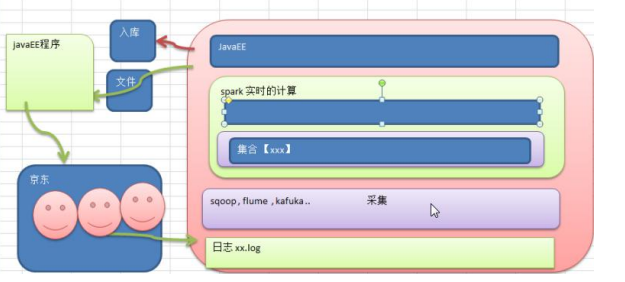 javaEE程序
入库
文件
JavaEE
spark 实时的计算
集合【xxx】
京东
sqoop , flume , kafuka ..
采集
日志 xx.log